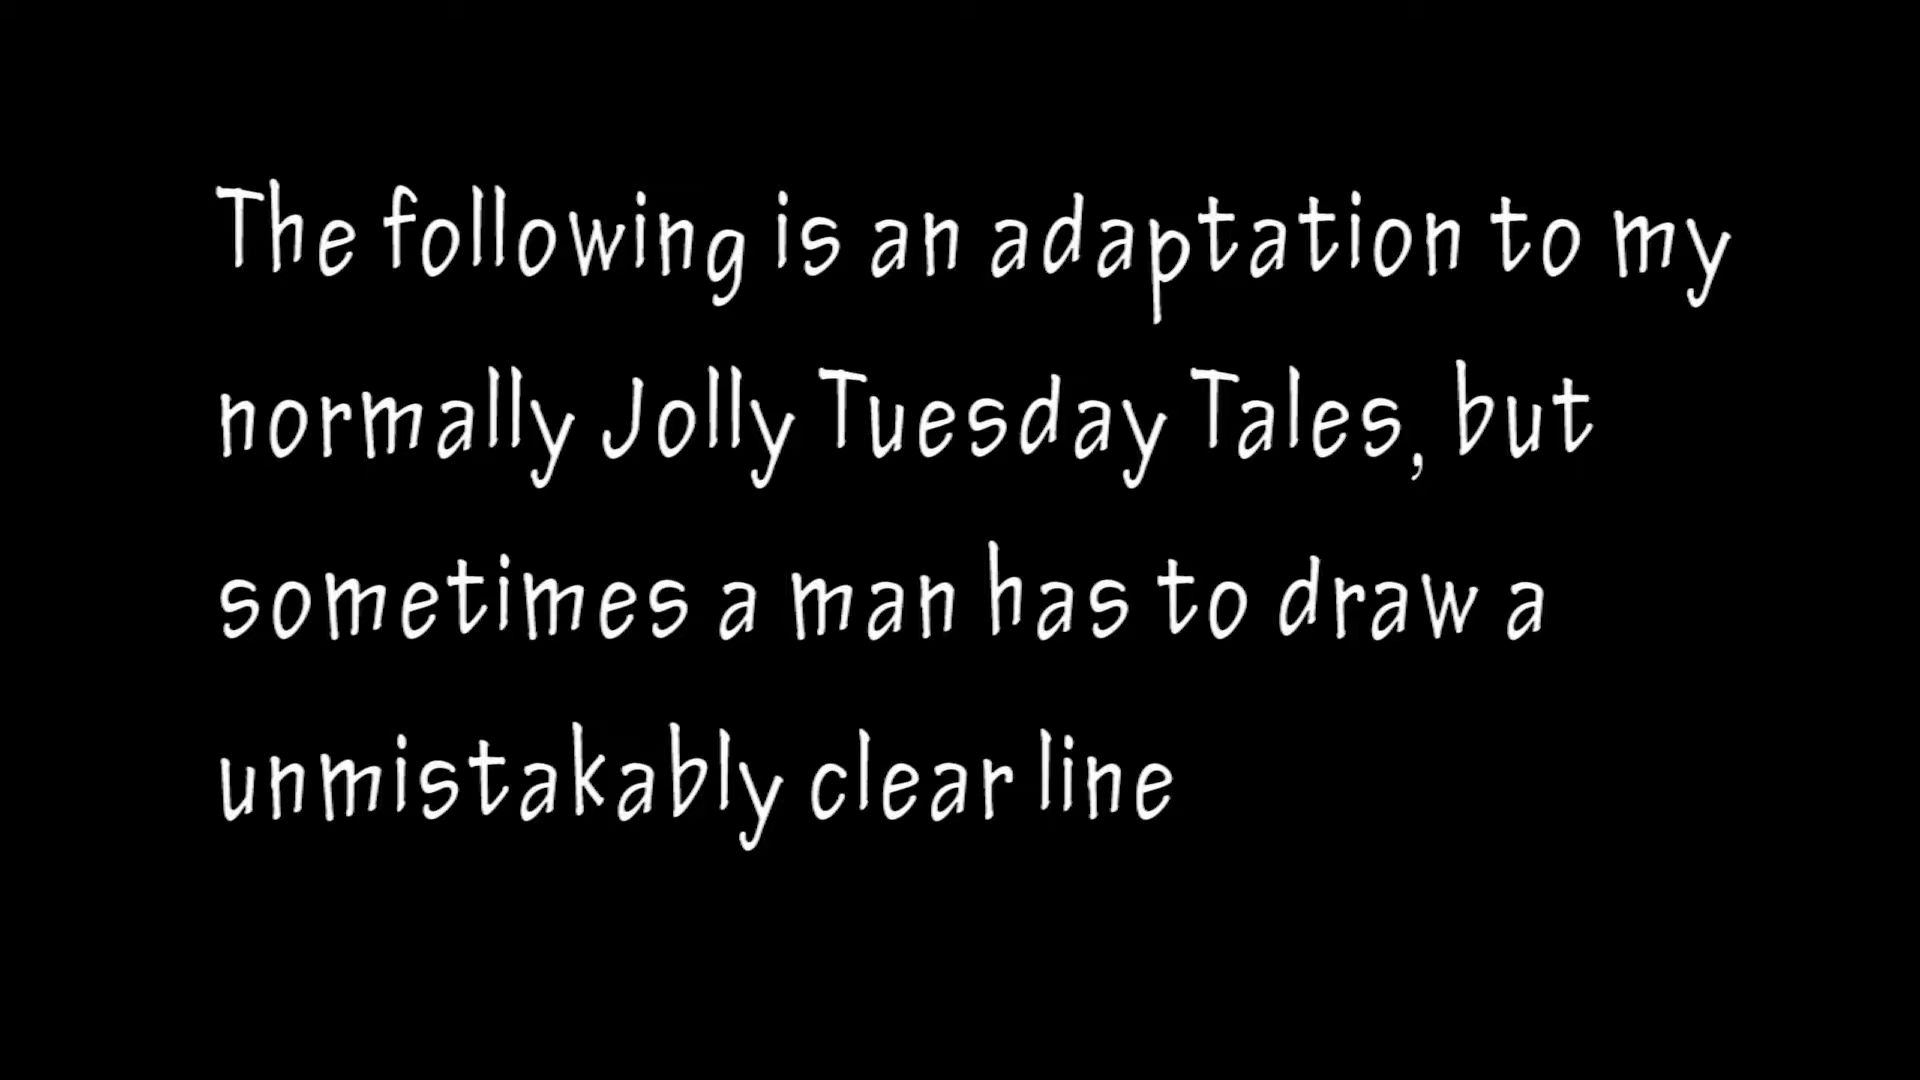 The following is an adaptation to my
normally Jolly Tuesday Tales, but
sometimes a man has to draw a
unmistakably clear line